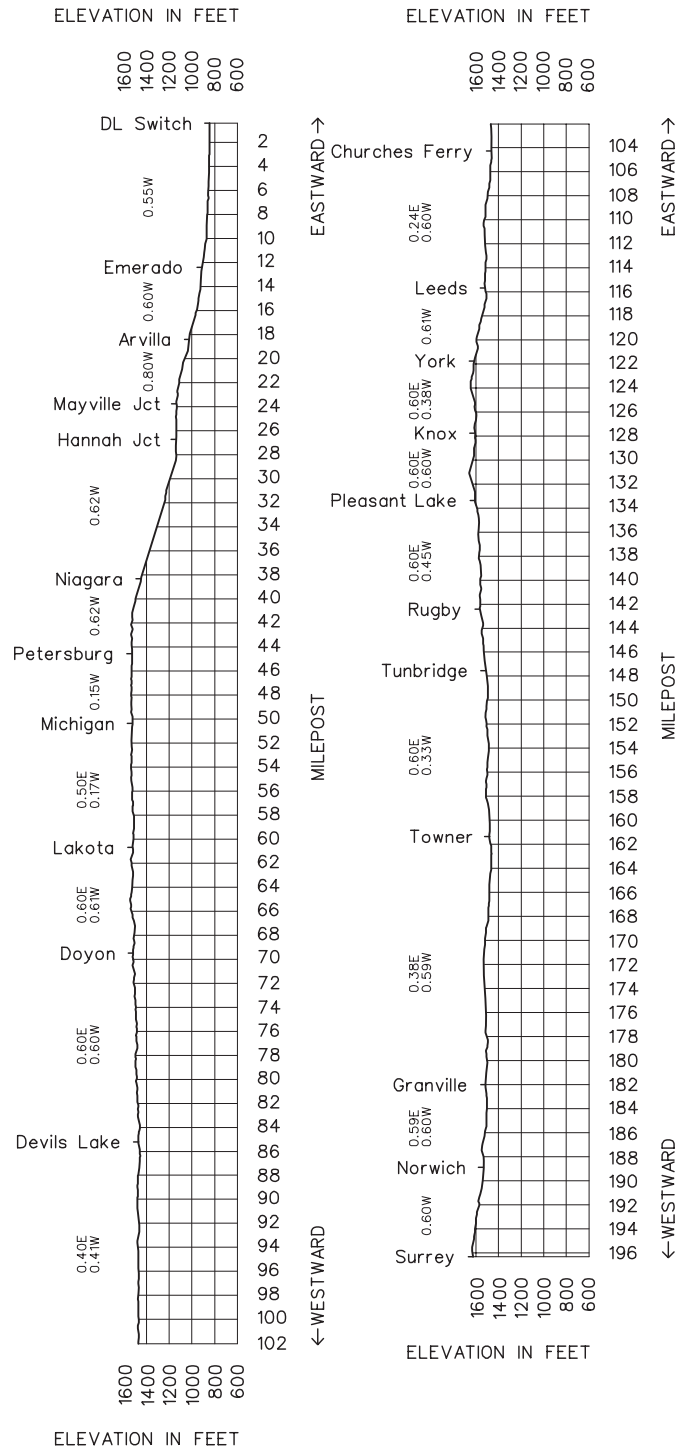 ELEVATION IN FEET
1600 1400 1200 1000 800 600
DL Switch
Emerado
Arvilla
Mayville Jct
Hannah Jct
Niagara
Petersburg
Michigan
Lakota
Doyon
Devils Lake
0.55W
0.60W
0.80W
0.62W
0.62W
0.15W
0.50E
0.17W
0.60E
0.61W
0.60E
0.60W
0.40E
0.41W
2
4
6
8
10
12
14
16
18
20
22
24
26
28
30
32
34
36
38
40
42
44
46
48
50
52
54
56
58
60
62
64
66
68
70
72
74
76
78
80
82
84
86
88
90
92
94
96
98
100
102
EASTWARD →
MILEPOST
← WESTWARD
1600 1400 1200 1000 800 600
ELEVATION IN FEET
ELEVATION IN FEET
1600 1400 1200 1000 800 600
Churches Ferry
Leeds
York
Knox
Pleasant Lake
Rugby
Tunbridge
Towner
Granville
Norwich
Surrey
0.24E
0.60W
0.61W
0.60E
0.38W
0.60E
0.60W
0.60E
0.45W
0.60E
0.33W
0.38E
0.59W
0.59E
0.60W
0.60W
104
106
108
110
112
114
116
118
120
122
124
126
128
130
132
134
136
138
140
142
144
146
148
150
152
154
156
158
160
162
164
166
168
170
172
174
176
178
180
182
184
186
188
190
192
194
196
EASTWARD →
MILEPOST
← WESTWARD
1600 1400 1200 1000 800 600
ELEVATION IN FEET